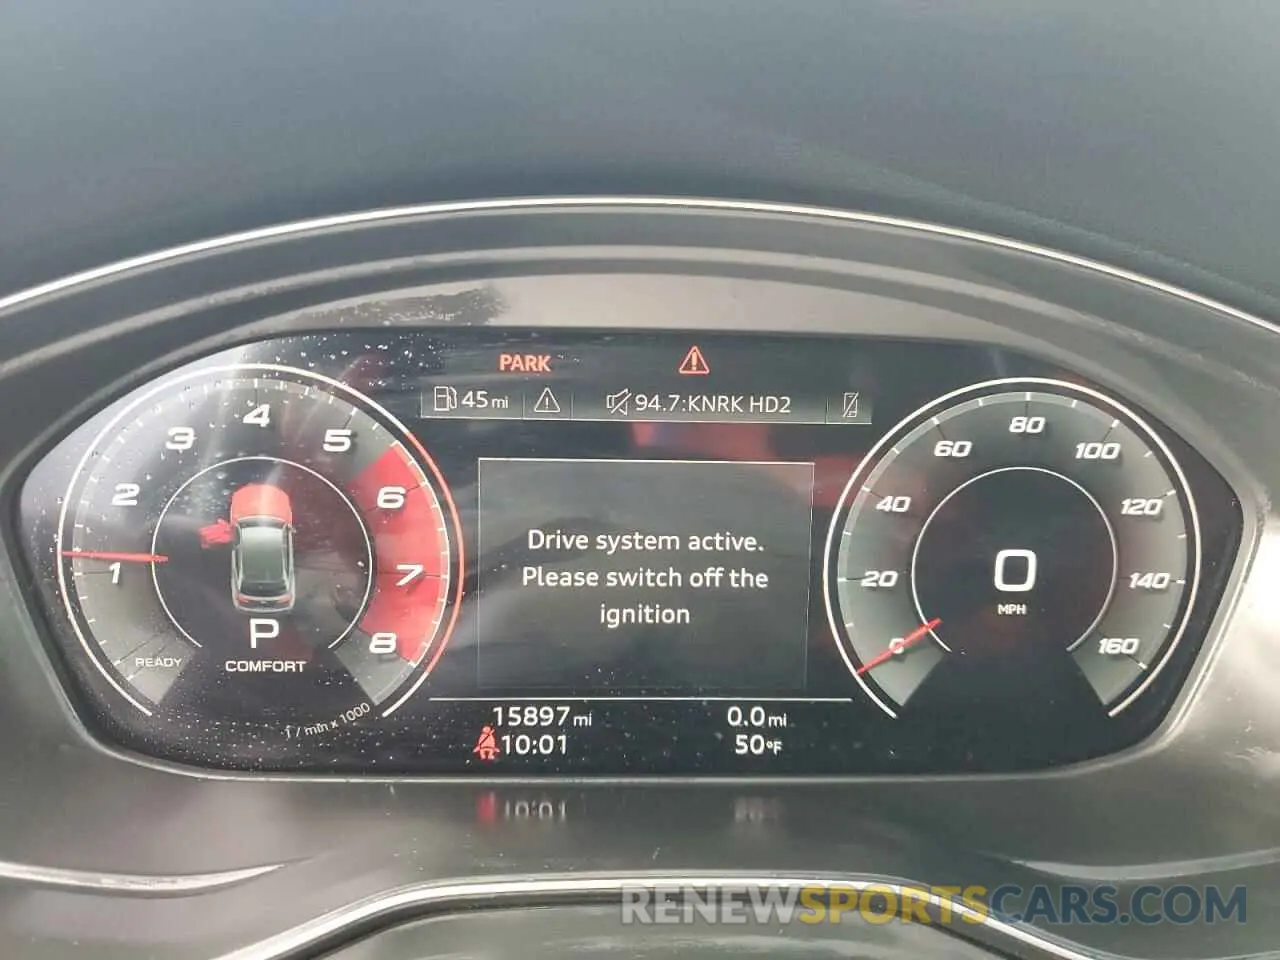 PARK
45 mi
94.7:KNRK HD2
1 2 3 4 5 6 7 8
P
COMFORT
READY
1 / min x 1000
Drive system active.
Please switch off the
ignition
0 20 40 60 80 100 120 140 160
0
MPH
15897 mi
0.0 mi
10:01
50°F
10:01
RENEWSPORTSCARS.COM